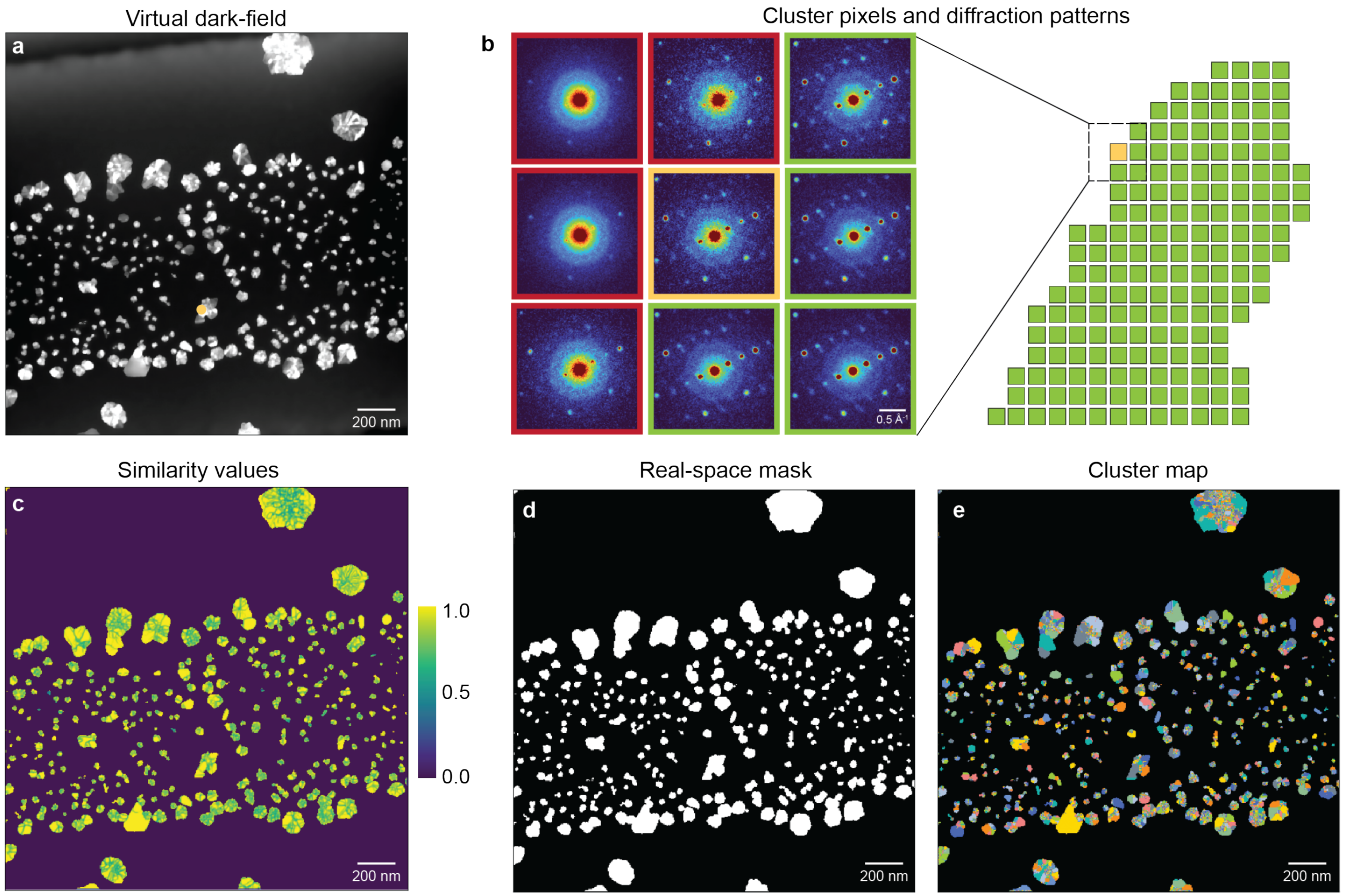 Virtual dark-field
Cluster pixels and diffraction patterns
a
200 nm
b
0.5 Å-1
Similarity values
Real-space mask
Cluster map
c
200 nm
1.0
0.5
0.0
d
200 nm
e
200 nm